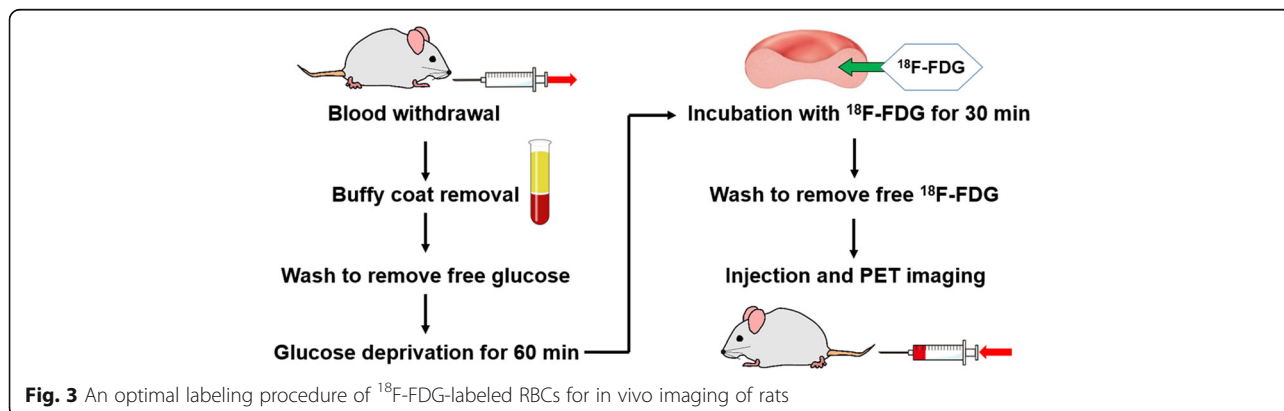 Blood withdrawal
Buffy coat removal
Wash to remove free glucose
Glucose deprivation for 60 min
¹⁸F-FDG
Incubation with ¹⁸F-FDG for 30 min
Wash to remove free ¹⁸F-FDG
Injection and PET imaging
Fig. 3 An optimal labeling procedure of ¹⁸F-FDG-labeled RBCs for in vivo imaging of rats